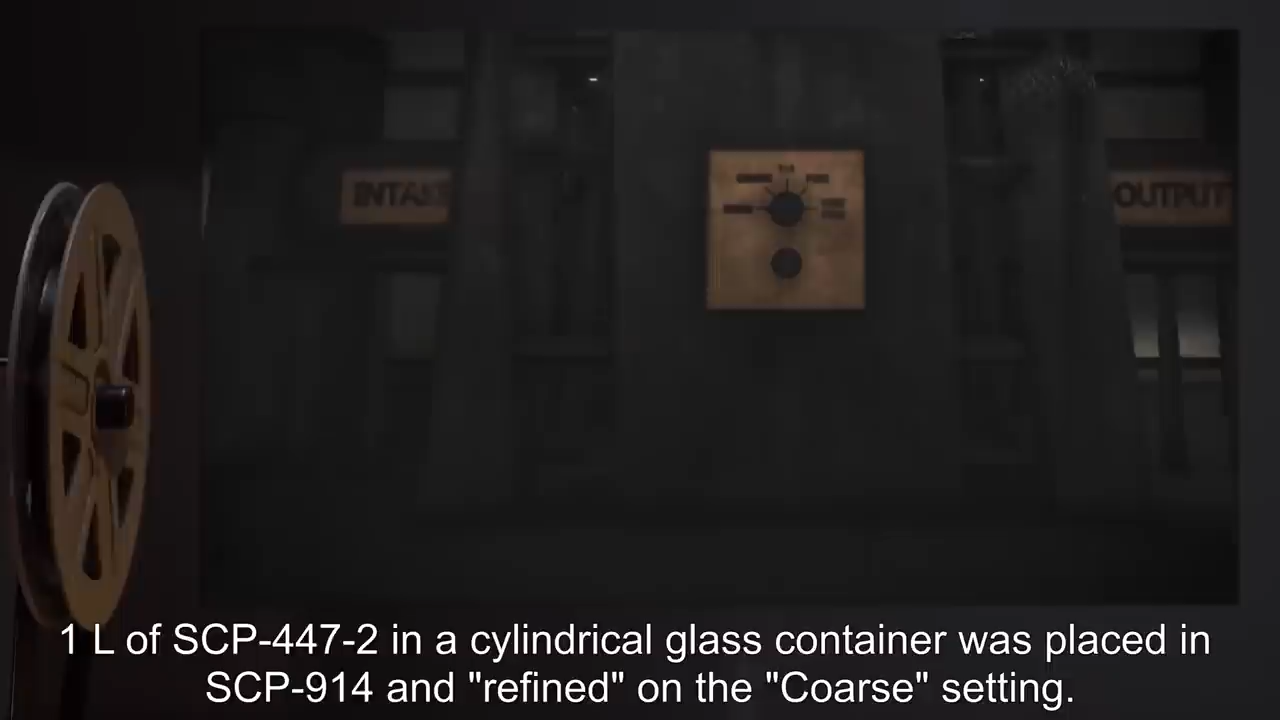 INTAKE
OUTPUT
1 L of SCP-447-2 in a cylindrical glass container was placed in
SCP-914 and "refined" on the "Coarse" setting.